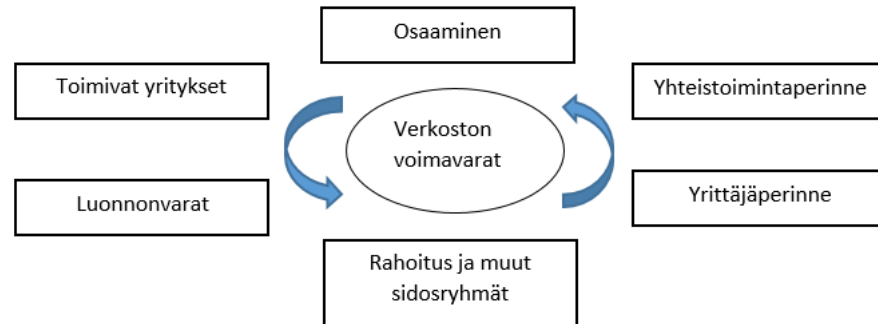 Osaaminen
Toimivat yritykset
Yhteistoimintaperinne
Verkoston
voimavarat
Luonnonvarat
Yrittäjäperinne
Rahoitus ja muut
sidosryhmät